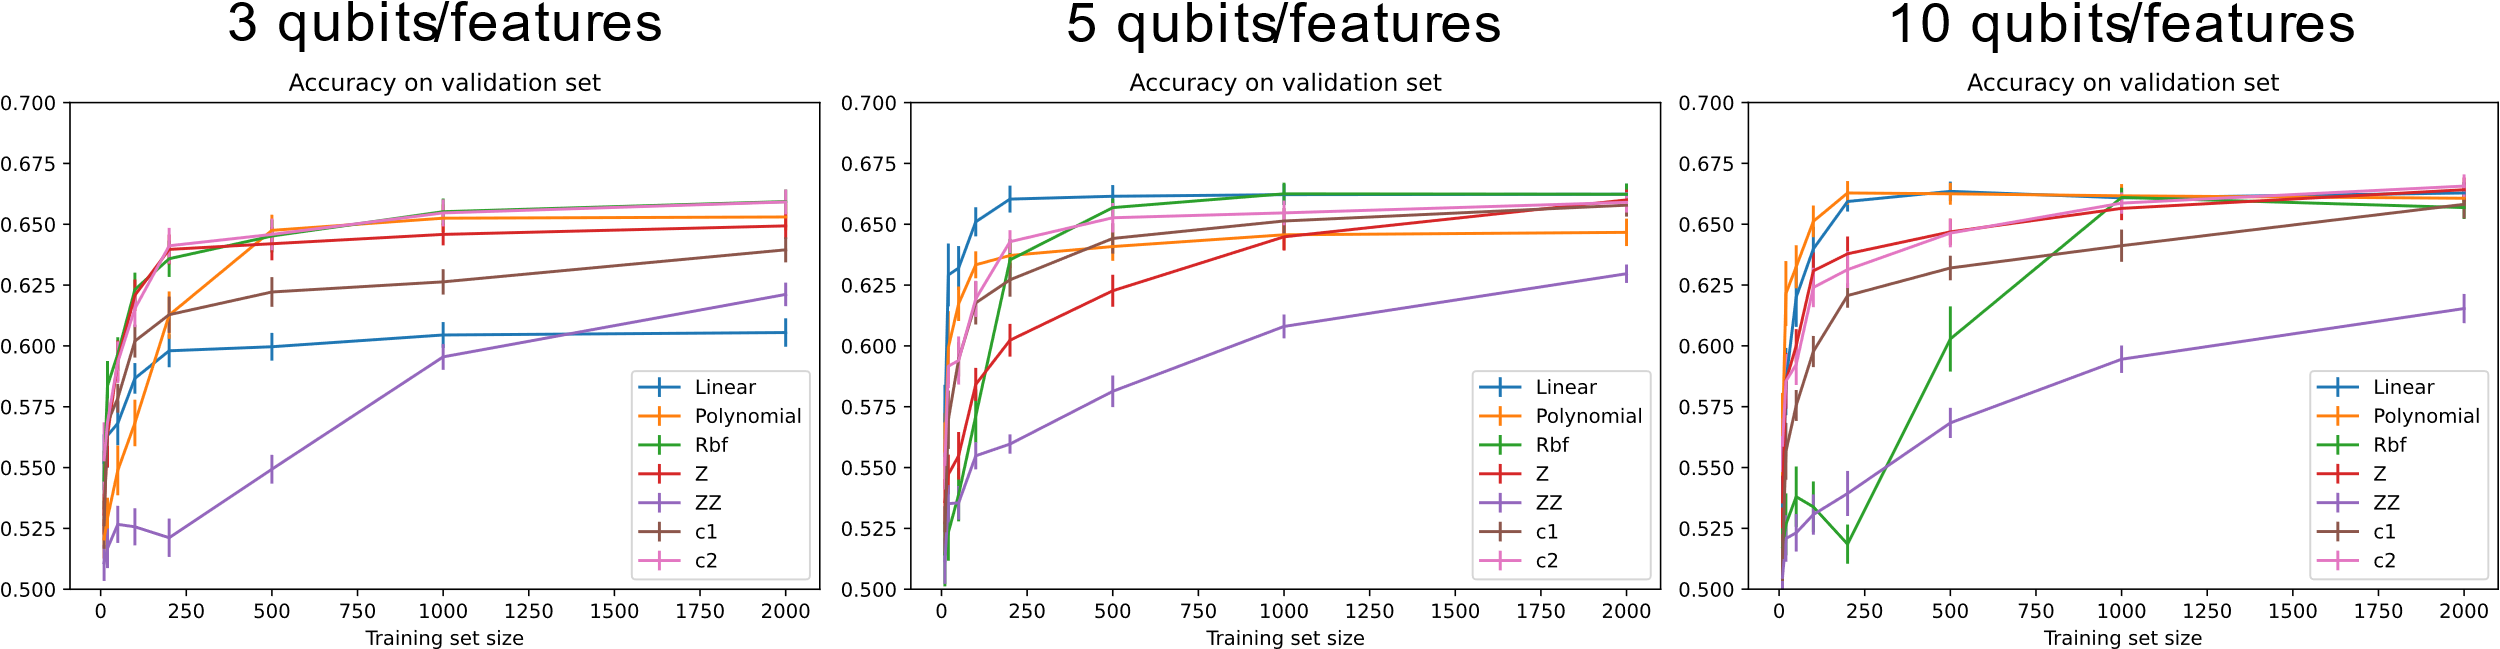 3 qubits/features
Accuracy on validation set
0.700
0.675
0.650
0.625
0.600
0.575
0.550
0.525
0.500
0 250 500 750 1000 1250 1500 1750 2000
Training set size
Linear
Polynomial
Rbf
Z
ZZ
c1
c2
5 qubits/features
Accuracy on validation set
0.700
0.675
0.650
0.625
0.600
0.575
0.550
0.525
0.500
0 250 500 750 1000 1250 1500 1750 2000
Training set size
Linear
Polynomial
Rbf
Z
ZZ
c1
c2
10 qubits/features
Accuracy on validation set
0.700
0.675
0.650
0.625
0.600
0.575
0.550
0.525
0.500
0 250 500 750 1000 1250 1500 1750 2000
Training set size
Linear
Polynomial
Rbf
Z
ZZ
c1
c2